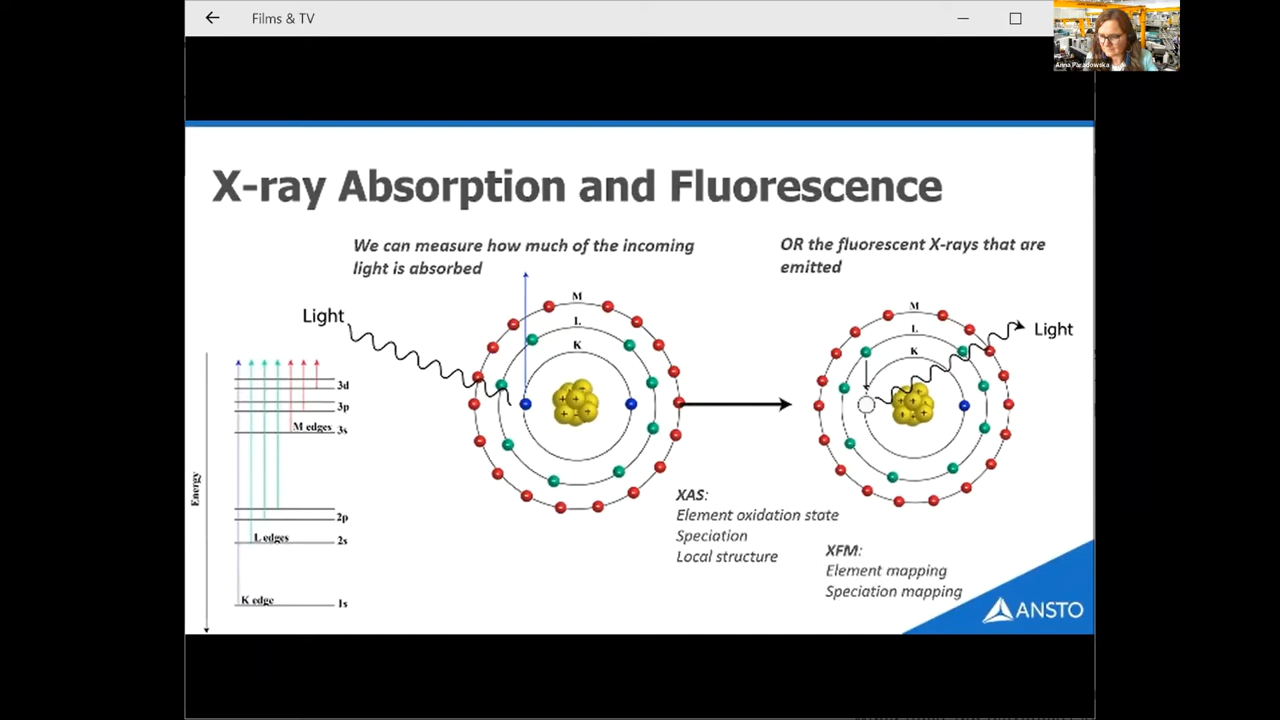 Films & TV
Anna Paradowska
X-ray Absorption and Fluorescence
We can measure how much of the incoming
light is absorbed
OR the fluorescent X-rays that are
emitted
Light
M
L
K
M
L
K
Light
3d
3p
M edges 3s
Energy
2p
L edges 2s
K edge 1s
XAS:
Element oxidation state
Speciation
Local structure
XFM:
Element mapping
Speciation mapping
ANSTO